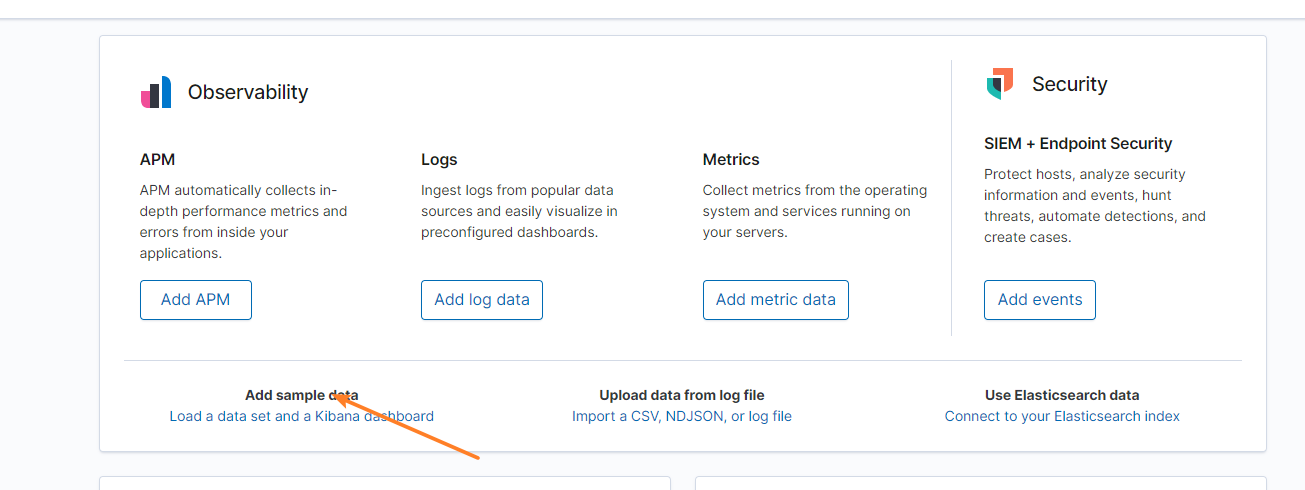 Observability
Security
APM
APM automatically collects in-
depth performance metrics and
errors from inside your
applications.
Add APM
Logs
Ingest logs from popular data
sources and easily visualize in
preconfigured dashboards.
Add log data
Metrics
Collect metrics from the operating
system and services running on
your servers.
Add metric data
SIEM + Endpoint Security
Protect hosts, analyze security
information and events, hunt
threats, automate detections, and
create cases.
Add events
Add sample data
Load a data set and a Kibana dashboard
Upload data from log file
Import a CSV, NDJSON, or log file
Use Elasticsearch data
Connect to your Elasticsearch index